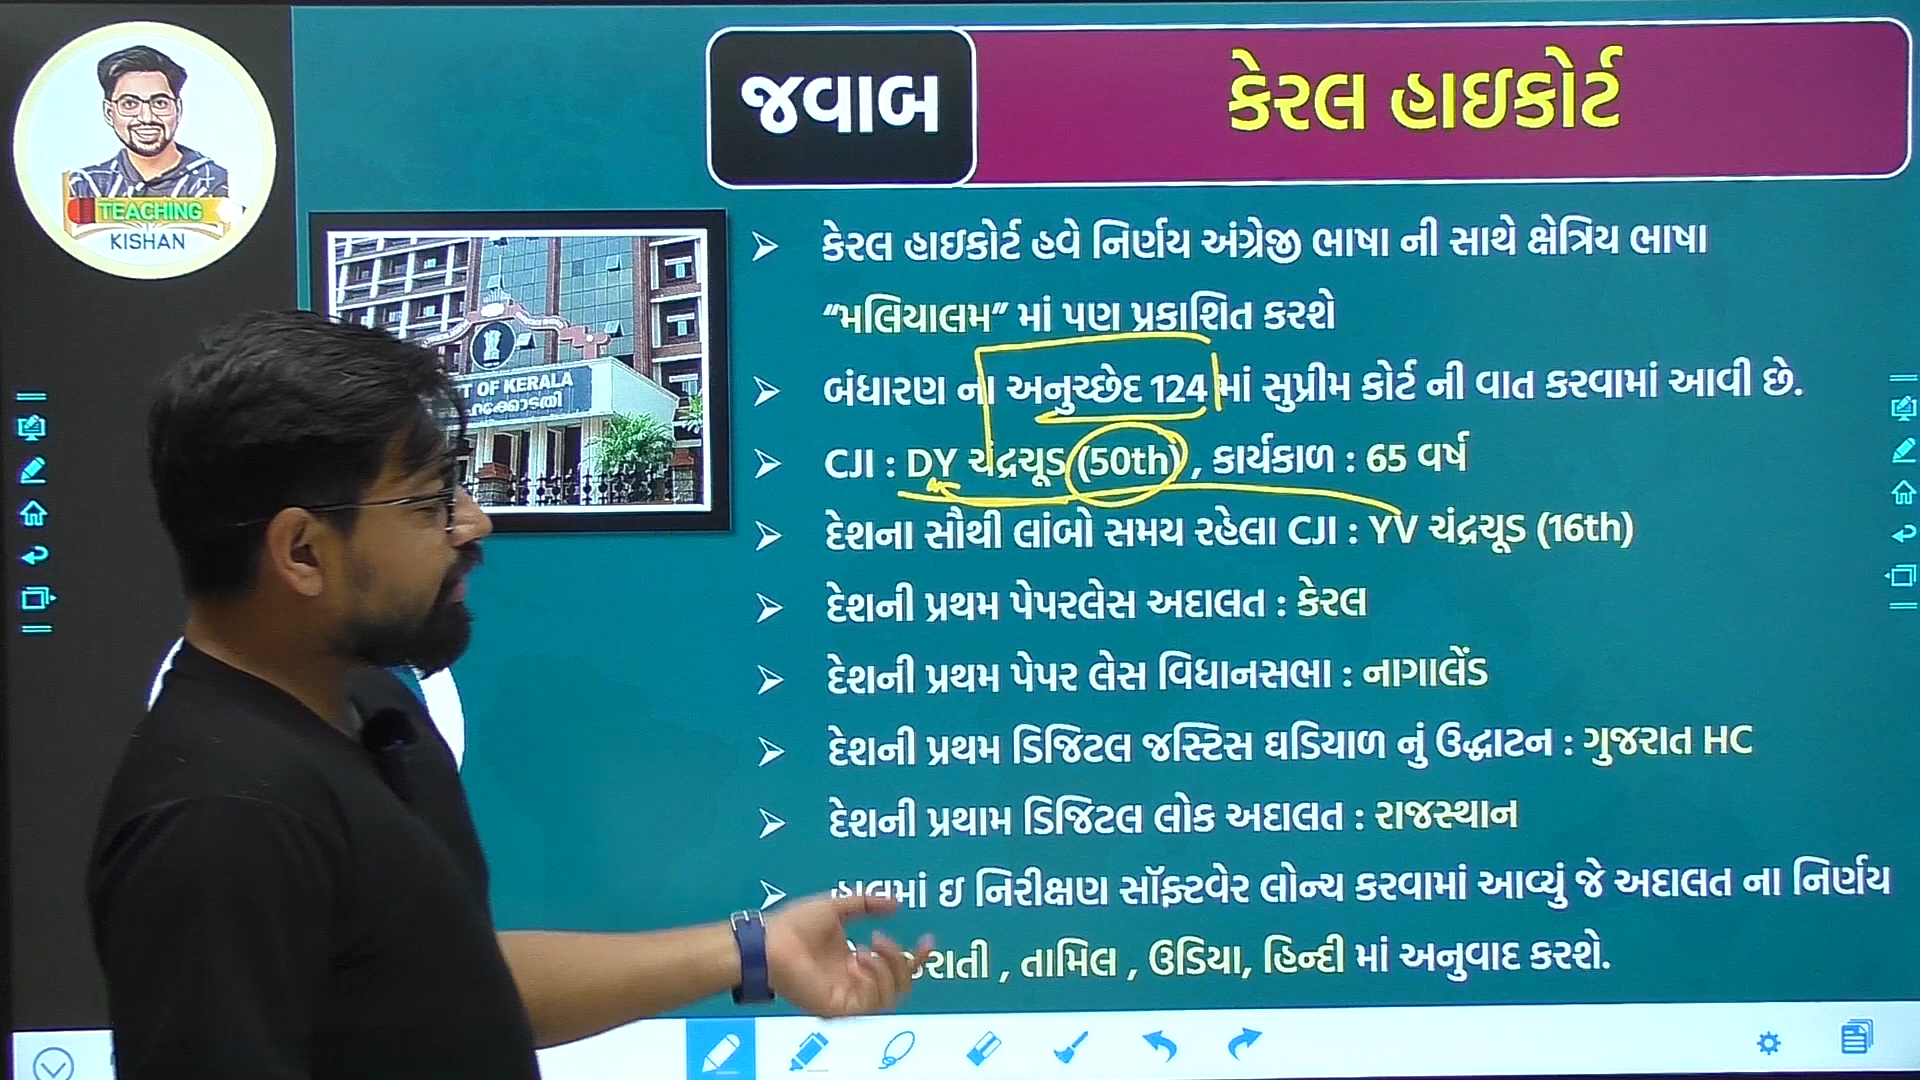 TEACHING
KISHAN
જવાબ
કેરલ હાઇકોર્ટ
T OF KERALA
➢ કેરલ હાઇકોર્ટ હવે નિર્ણય અંગ્રેજી ભાષા ની સાથે ક્ષેત્રિય ભાષા
“મલિયાલમ” માં પણ પ્રકાશિત કરશે
➢ બંધારણ ના અનુચ્છેદ 124 માં સુપ્રીમ કોર્ટ ની વાત કરવામાં આવી છે.
➢ CJI : DY ચંદ્રચૂડ (50th) , કાર્યકાળ : 65 વર્ષ
➢ દેશના સૌથી લાંબો સમય રહેલા CJI : YV ચંદ્રચૂડ (16th)
➢ દેશની પ્રથમ પેપરલેસ અદાલત : કેરલ
➢ દેશની પ્રથમ પેપર લેસ વિધાનસભા : નાગાલેંડ
➢ દેશની પ્રથમ ડિજિટલ જસ્ટિસ ઘડિયાળ નું ઉદ્ધાટન : ગુજરાત HC
➢ દેશની પ્રથામ ડિજિટલ લોક અદાલત : રાજસ્થાન
➢ હાલમાં ઇ નિરીક્ષણ સૉફ્ટવેર લોન્ચ કરવામાં આવ્યું જે અદાલત ના નિર્ણય
, તામિલ , ઉડિયા, હિન્દી માં અનુવાદ કરશે.